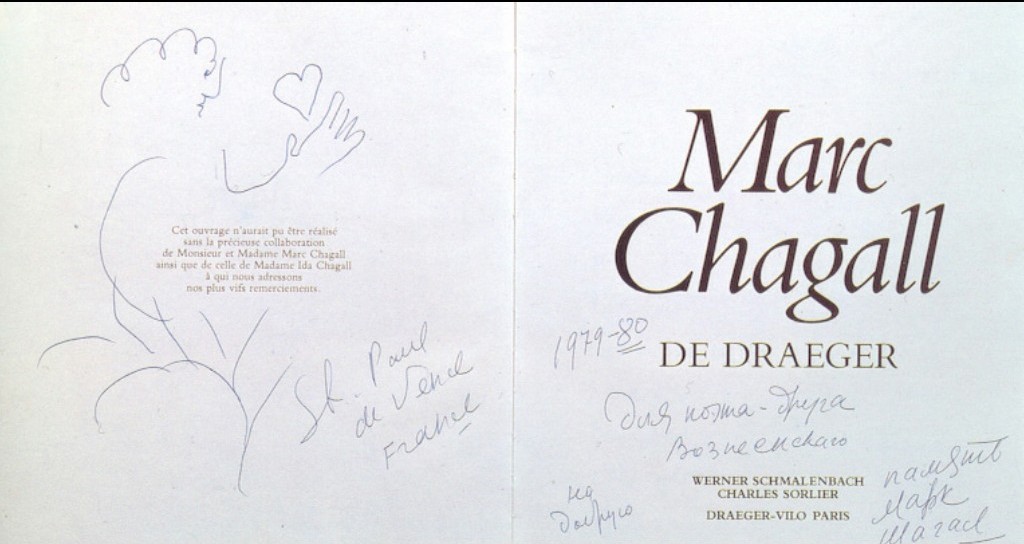 Cet ouvrage n'aurait pu être réalisé
sans la précieuse collaboration
de Monsieur et Madame Marc Chagall
ainsi que de celle de Madame Ida Chagall
à qui nous adressons
nos plus vifs remerciements.
St. Paul
de Vence
France
Marc
Chagall
1979-80
DE DRAEGER
Для поэта-друга
Вознесенскаго
WERNER SCHMALENBACH
CHARLES SORLIER
DRAEGER-VILO PARIS
на
доброю
память
Марк
Шагал